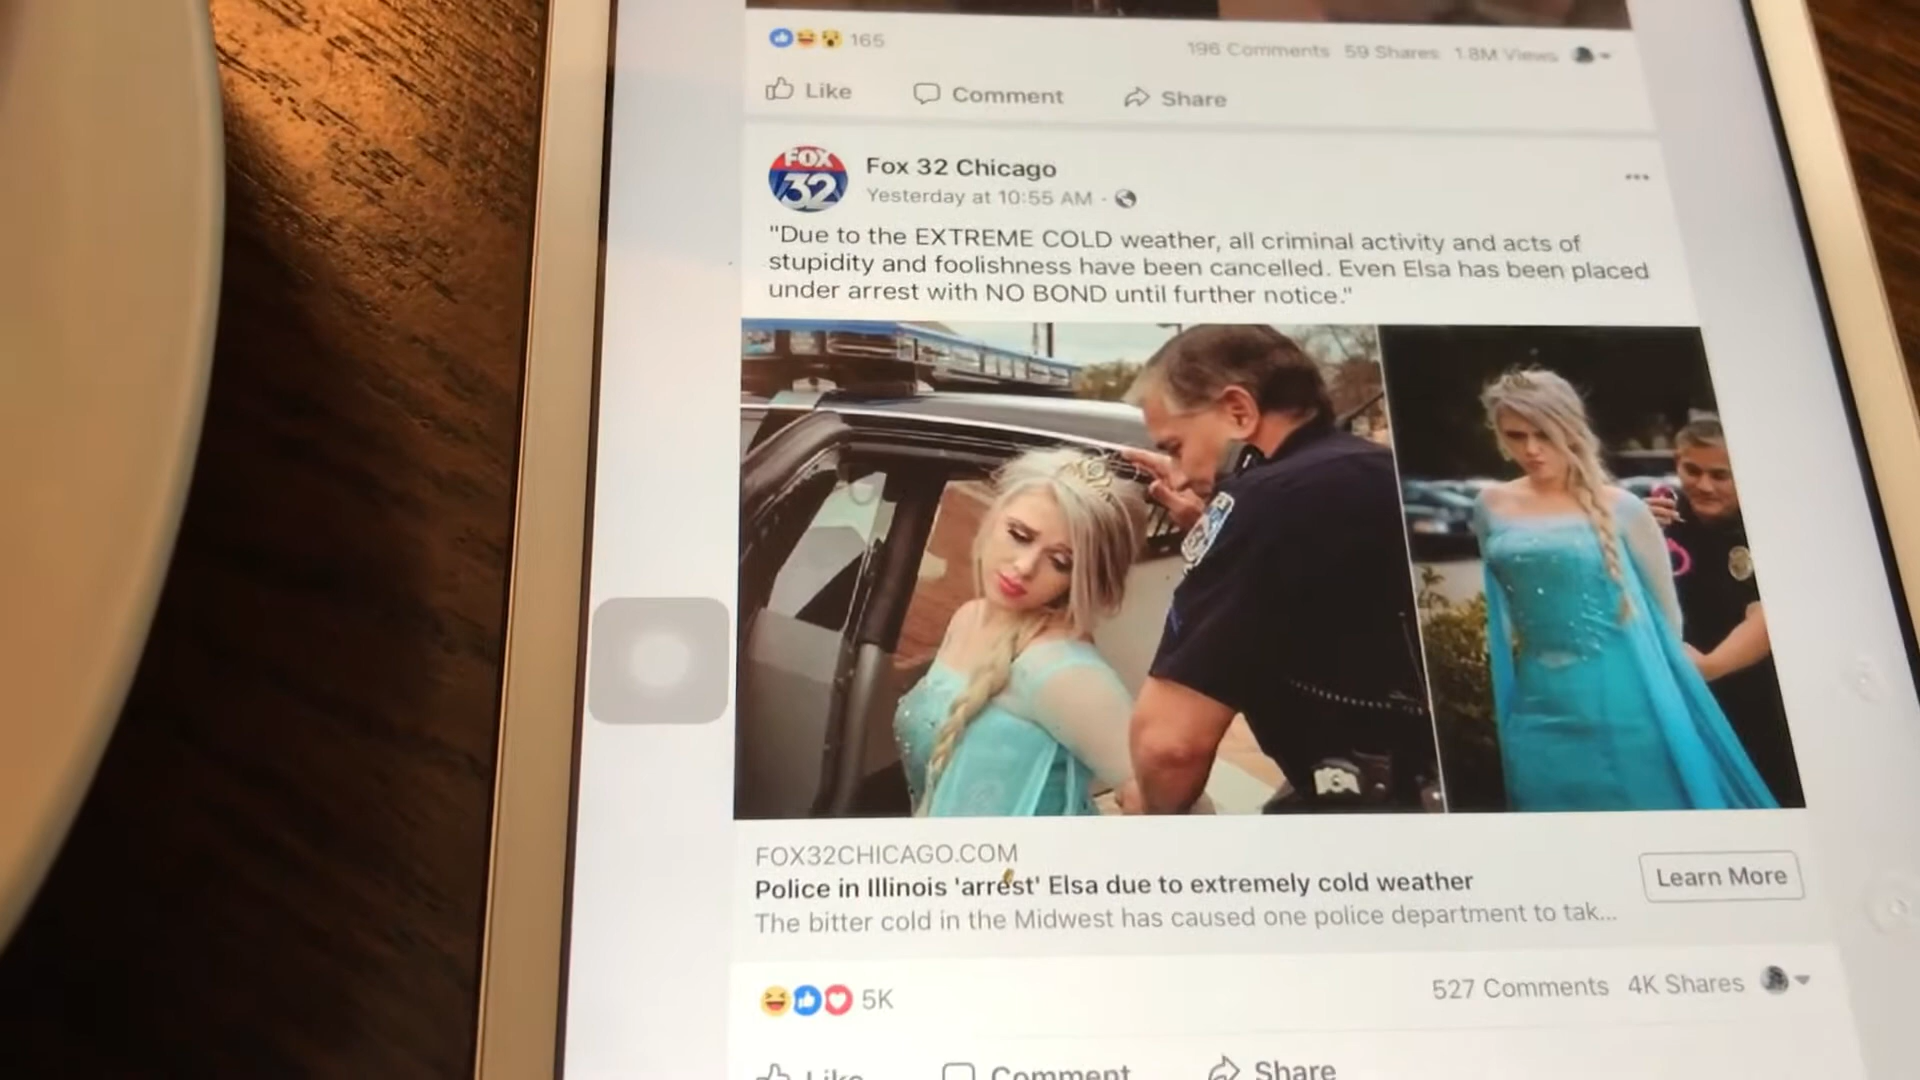 165
196 Comments 59 Shares 1.8M Views
Like Comment Share
FOX
32
Fox 32 Chicago
Yesterday at 10:55 AM ·
"Due to the EXTREME COLD weather, all criminal activity and acts of
stupidity and foolishness have been cancelled. Even Elsa has been placed
under arrest with NO BOND until further notice."
FOX32CHICAGO.COM
Police in Illinois 'arrest' Elsa due to extremely cold weather
The bitter cold in the Midwest has caused one police department to tak...
Learn More
5K
527 Comments 4K Shares
Like Comment Share